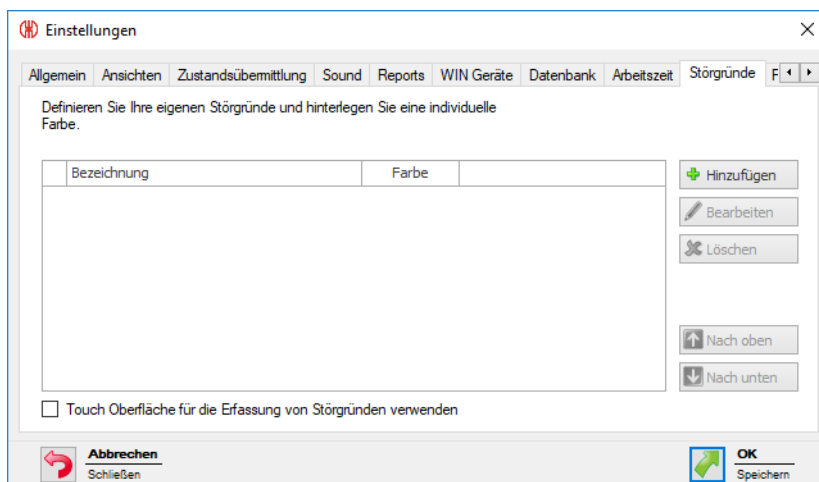 Einstellungen
Allgemein Ansichten Zustandsübermittlung Sound Reports WIN Geräte Datenbank Arbeitszeit Störgründe F
Definieren Sie Ihre eigenen Störgründe und hinterlegen Sie eine individuelle
Farbe.
Bezeichnung Farbe
Hinzufügen
Bearbeiten
Löschen
Nach oben
Nach unten
Touch Oberfläche für die Erfassung von Störgründen verwenden
Abbrechen
Schließen
OK
Speichern